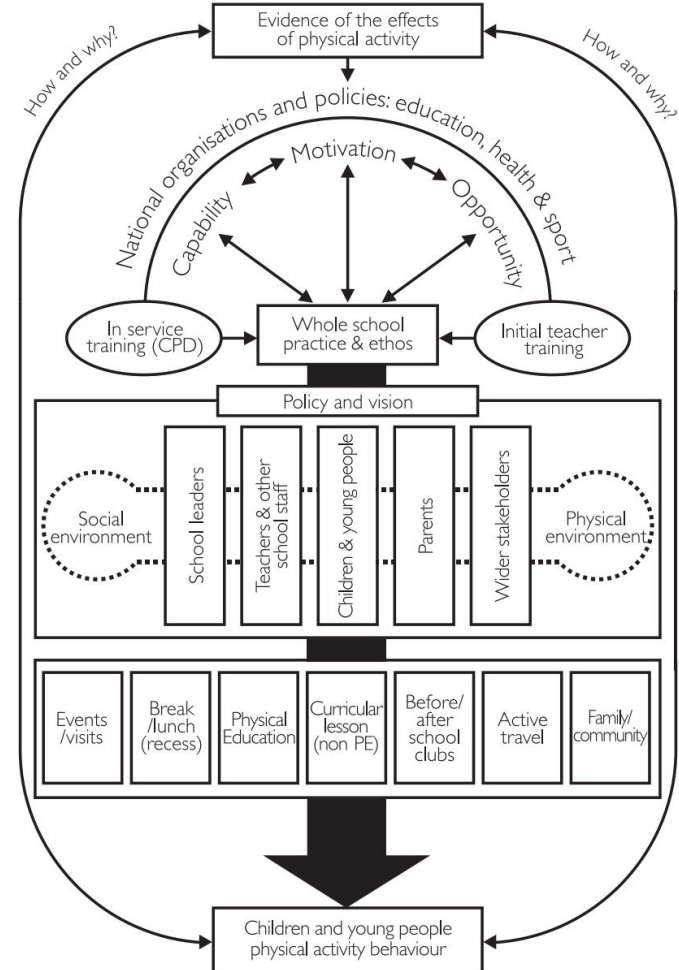 Evidence of the effects
of physical activity
How and why?
How and why?
National organisations and policies: education, health & sport
Motivation
Capability
Opportunity
In service
training (CPD)
Whole school
practice & ethos
Initial teacher
training
Policy and vision
Social
environment
School leaders
Teachers & other
school staff
Children & young people
Parents
Wider stakeholders
Physical
environment
Events
/visits
Break
/lunch
(recess)
Physical
Education
Curricular
lesson
(non PE)
Before/
after
school
clubs
Active
travel
Family/
community
Children and young people
physical activity behaviour